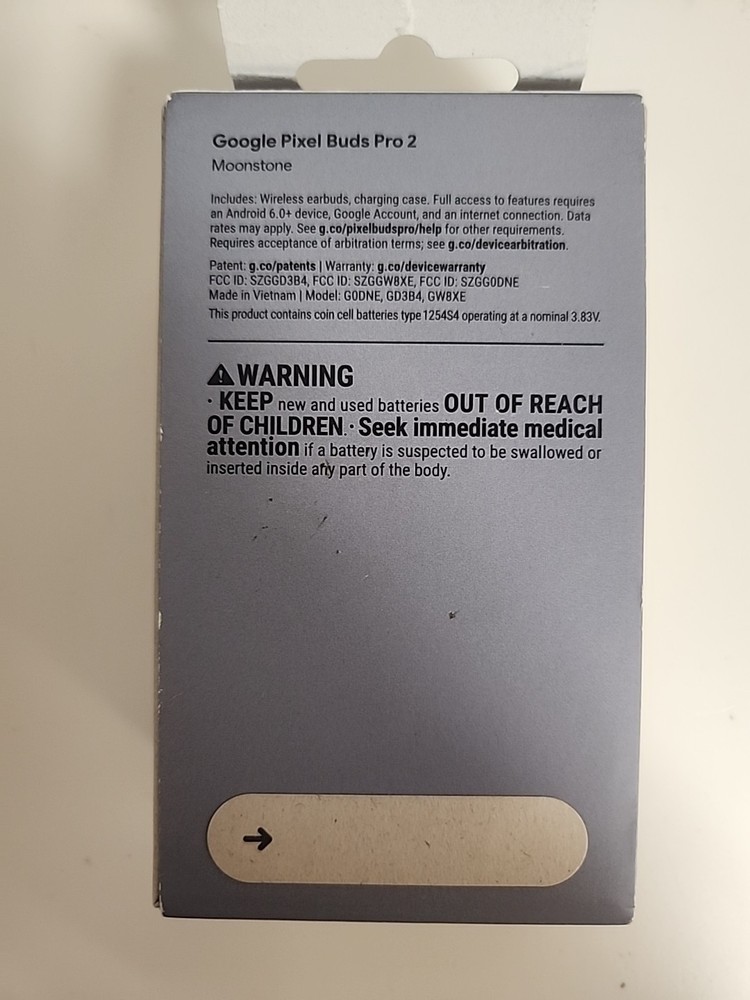 Google Pixel Buds Pro 2
Moonstone
Includes: Wireless earbuds, charging case. Full access to features requires
an Android 6.0+ device, Google Account, and an internet connection. Data
rates may apply. See g.co/pixelbudspro/help for other requirements.
Requires acceptance of arbitration terms; see g.co/devicearbitration.
Patent: g.co/patents | Warranty: g.co/devicewarranty
FCC ID: SZGGD3B4, FCC ID: SZGGW8XE, FCC ID: SZGG0DNE
Made in Vietnam | Model: G0DNE, GD3B4, GW8XE
This product contains coin cell batteries type 1254S4 operating at a nominal 3.83V.
WARNING
· KEEP new and used batteries OUT OF REACH
OF CHILDREN. · Seek immediate medical
attention if a battery is suspected to be swallowed or
inserted inside any part of the body.